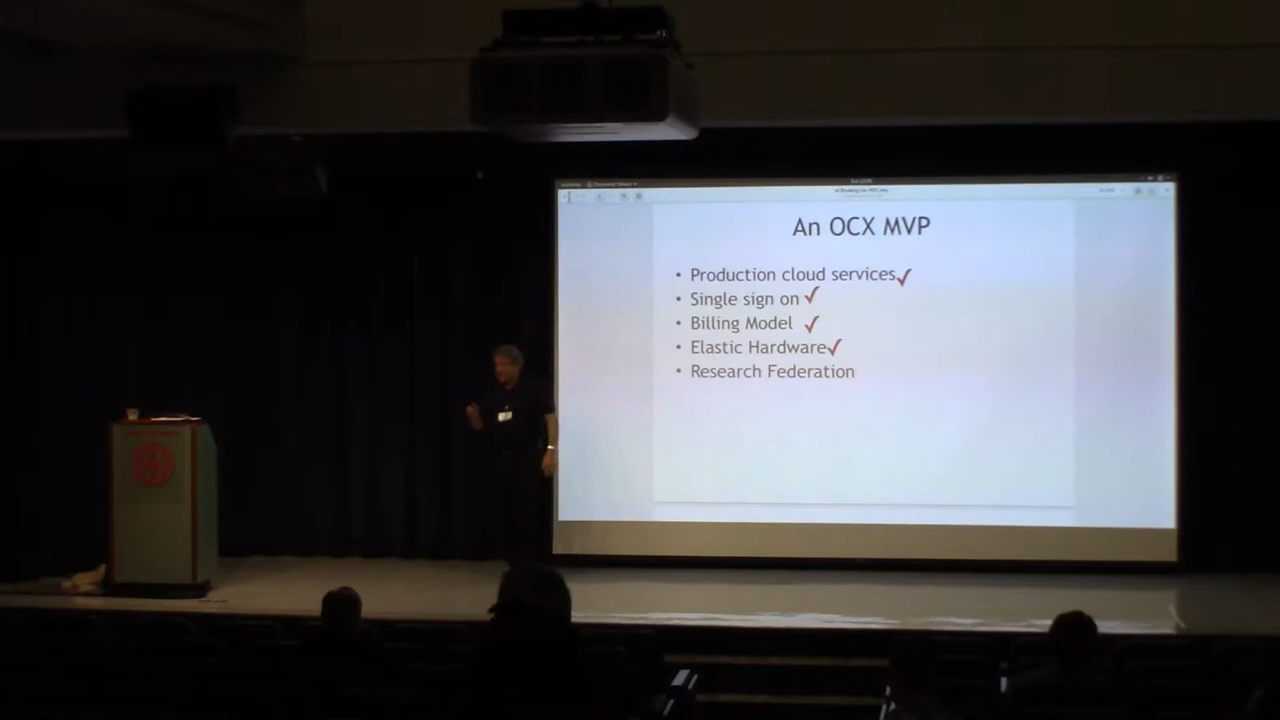 An OCX MVP
• Production cloud services✓
• Single sign on ✓
• Billing Model ✓
• Elastic Hardware✓
• Research Federation